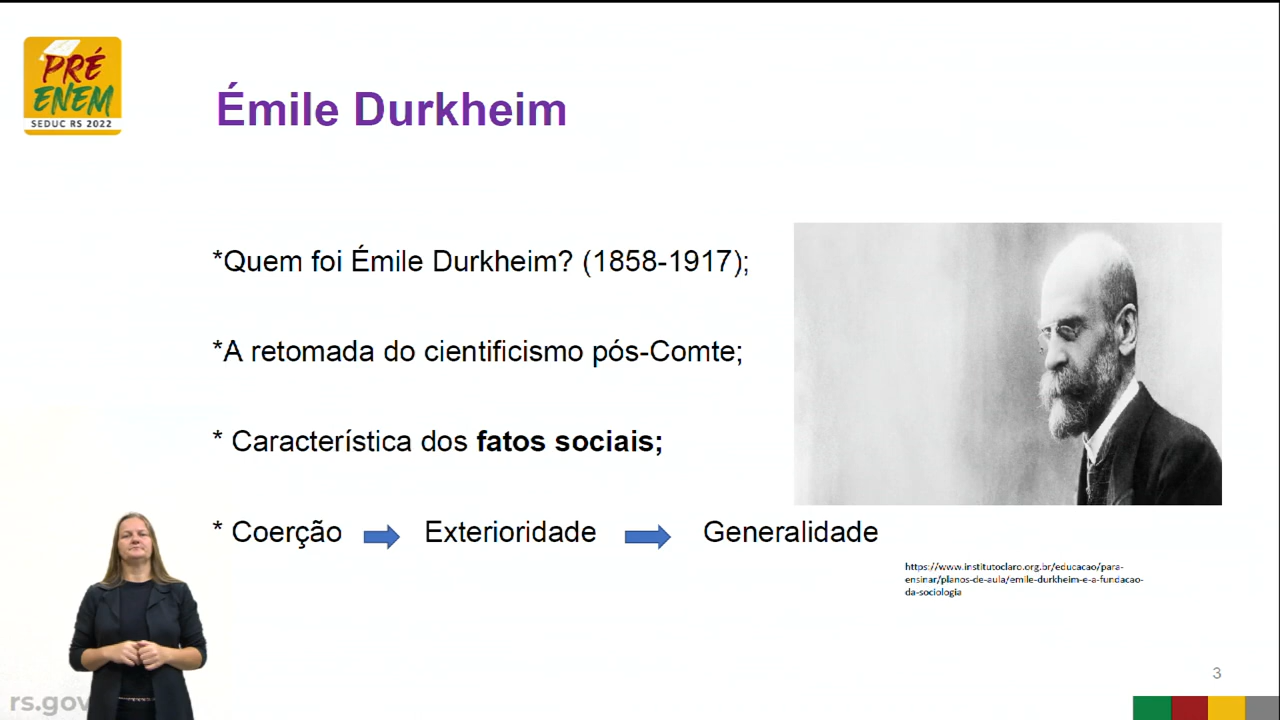 PRÉ
ENEM
SEDUC RS 2022
Émile Durkheim
*Quem foi Émile Durkheim? (1858-1917);
*A retomada do cientificismo pós-Comte;
* Característica dos fatos sociais;
* Coerção Exterioridade Generalidade
https://www.institutoclaro.org.br/educacao/para-
ensinar/planos-de-aula/emile-durkheim-e-a-fundacao-
da-sociologia
3
rs.gov